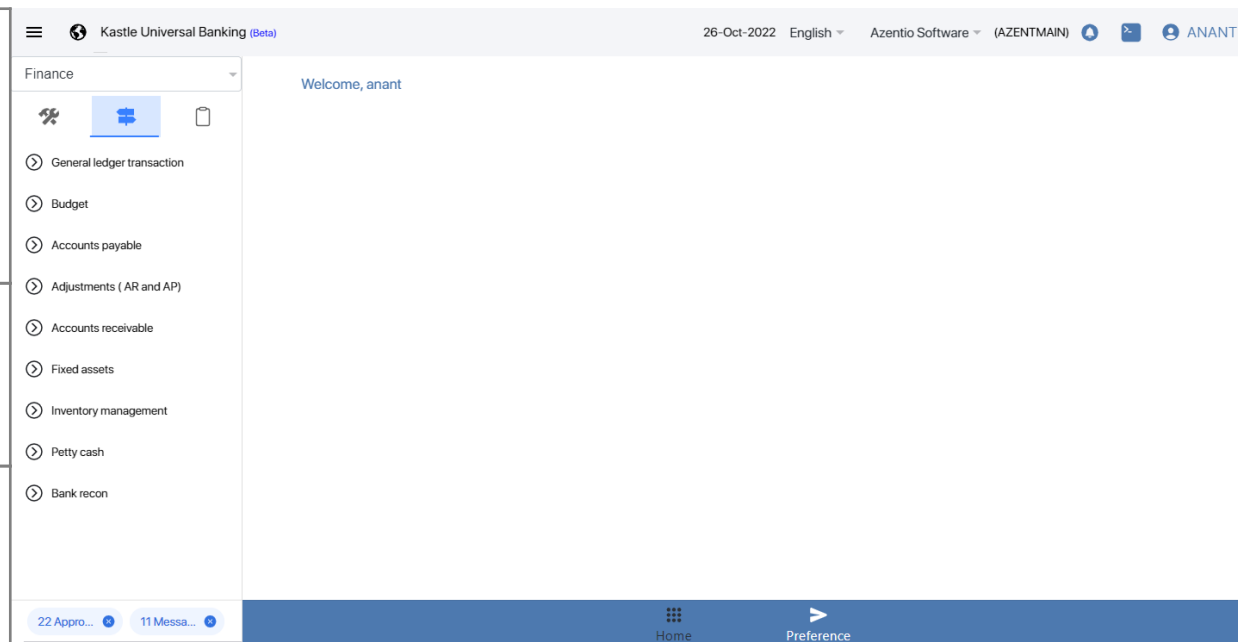 Kastle Universal Banking (Beta)
26-Oct-2022 English Azentio Software (AZENTMAIN) ANANT
Finance
Welcome, anant
General ledger transaction
Budget
Accounts payable
Adjustments ( AR and AP)
Accounts receivable
Fixed assets
Inventory management
Petty cash
Bank recon
22 Appro... 11 Messa...
Home Preference